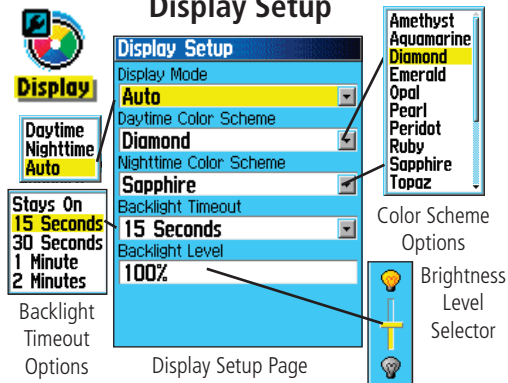 Display Setup
Display
Daytime
Nighttime
Auto
Stays On
15 Seconds
30 Seconds
1 Minute
2 Minutes
Backlight
Timeout
Options
Display Setup
Display Mode
Auto
Daytime Color Scheme
Diamond
Nighttime Color Scheme
Sapphire
Backlight Timeout
15 Seconds
Backlight Level
100%
Display Setup Page
Amethyst
Aquamarine
Diamond
Emerald
Opal
Pearl
Peridot
Ruby
Sapphire
Topaz
Color Scheme
Options
Brightness
Level
Selector